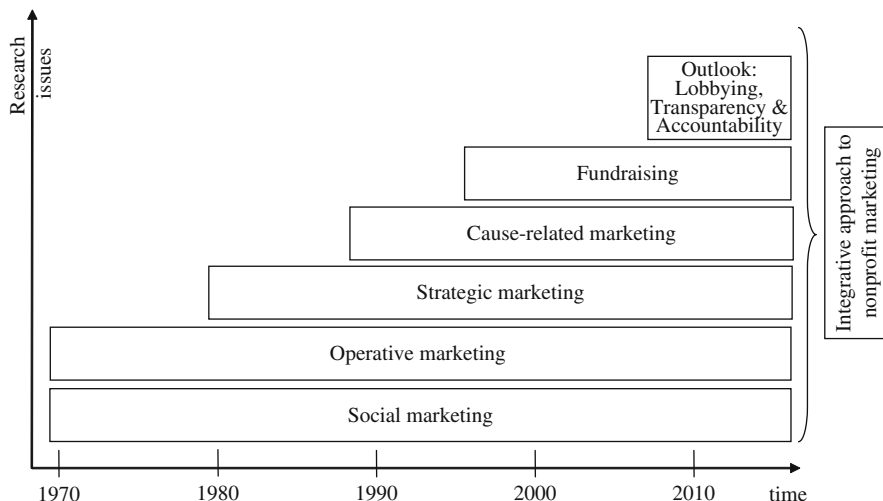 Research
issues
Outlook:
Lobbying,
Transparency &
Accountability
Fundraising
Cause-related marketing
Strategic marketing
Operative marketing
Social marketing
Integrative approach to
nonprofit marketing
1970 1980 1990 2000 2010 time